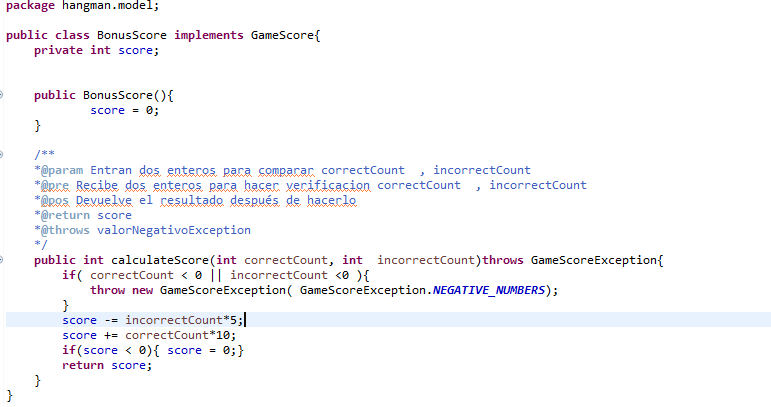 package hangman.model;
public class BonusScore implements GameScore{
private int score;
public BonusScore(){
score = 0;
}
/**
*@param Entran dos enteros para comparar correctCount  , incorrectCount
*@pre Recibe dos enteros para hacer verificacion correctCount  , incorrectCount
*@pos Devuelve el resultado después de hacerlo
*@return score
*@throws valorNegativoException
*/
public int calculateScore(int correctCount, int  incorrectCount)throws GameScoreException{
if( correctCount < 0 || incorrectCount <0 ){
throw new GameScoreException( GameScoreException.NEGATIVE_NUMBERS);
}
score -= incorrectCount*5;
score += correctCount*10;
if(score < 0){ score = 0;}
return score;
}
}